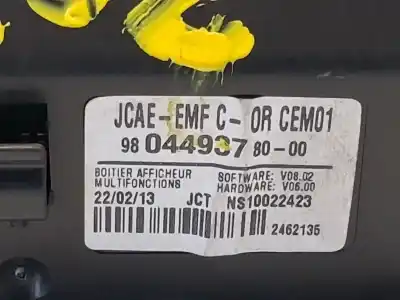 JCAE-EMF C- OR CEM01
98 044937 80-00
BOITIER AFFICHEUR SOFTWARE: V08.02
MULTIFONCTIONS HARDWARE: V06.00
22/02/13 JCT NS10022423
2462135